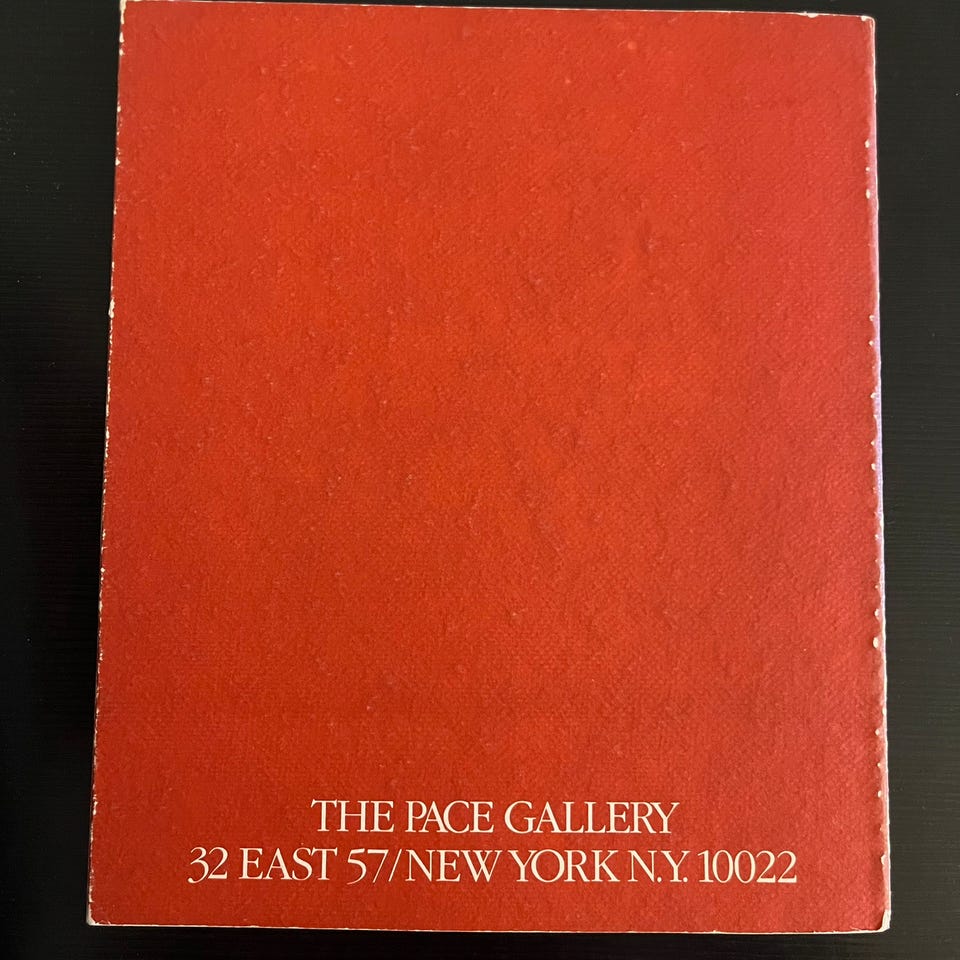 THE PACE GALLERY
32 EAST 57/NEW YORK N.Y. 10022